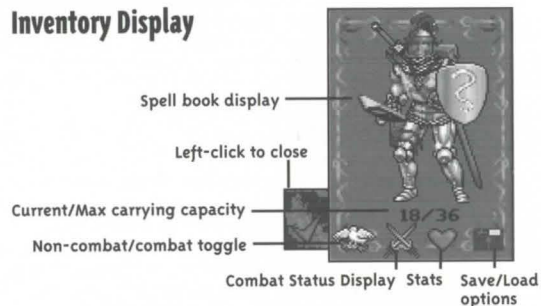 Inventory Display
Spell book display
Left-click to close
Current/Max carrying capacity
18/36
Non-combat/combat toggle
Combat Status Display Stats Save/Load
options